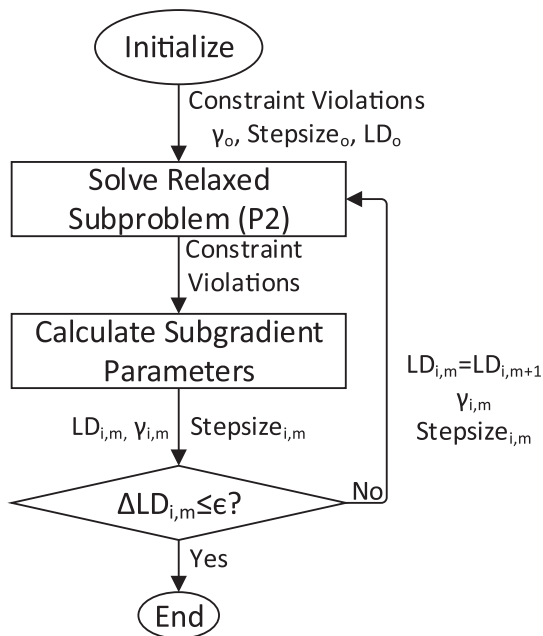 Initialize
Constraint Violations
γₒ, Stepsizeₒ, LDₒ
Solve Relaxed
Subproblem (P2)
Constraint
Violations
Calculate Subgradient
Parameters
LDi,m, γi,m Stepsizei,m
LDi,m=LDi,m+1
γi,m
Stepsizei,m
ΔLDi,m≤ϵ?
No
Yes
End